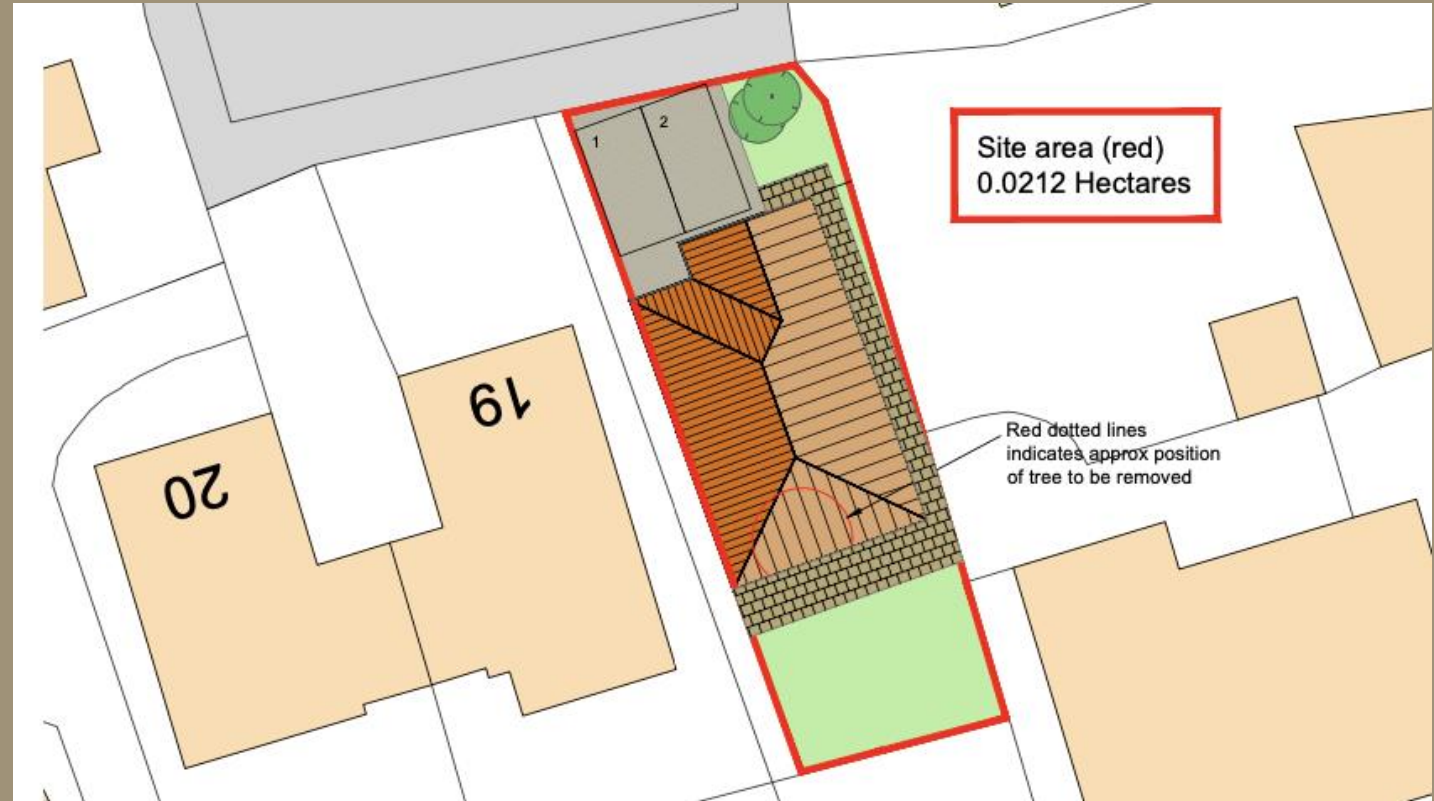 1
2
Site area (red)
0.0212 Hectares
19
20
Red dotted lines
indicates approx position
of tree to be removed